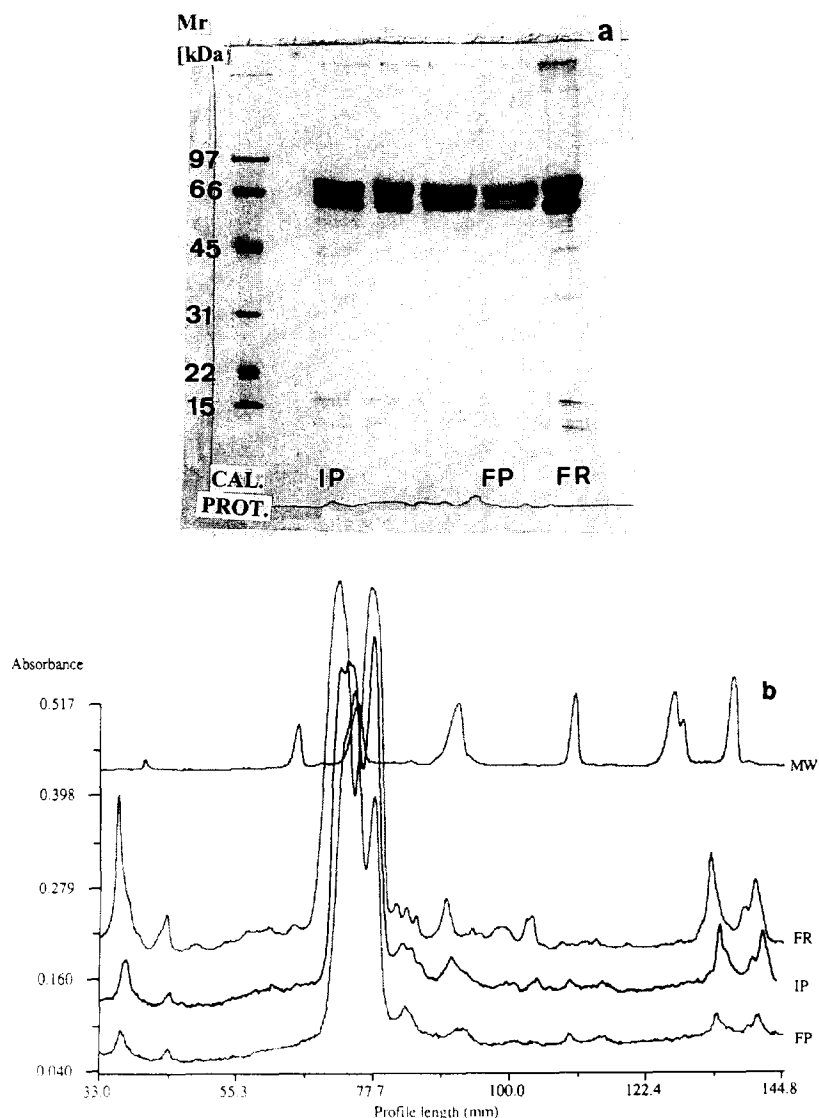 Mr
[kDa]
a
97
66
45
31
22
15
CAL. IP FP FR
PROT.
Absorbance
b
0.517
MW
0.398
0.279
FR
0.160
IP
FP
0.040
33.0 55.3 77.7 100.0 122.4 144.8
Profile length (mm)